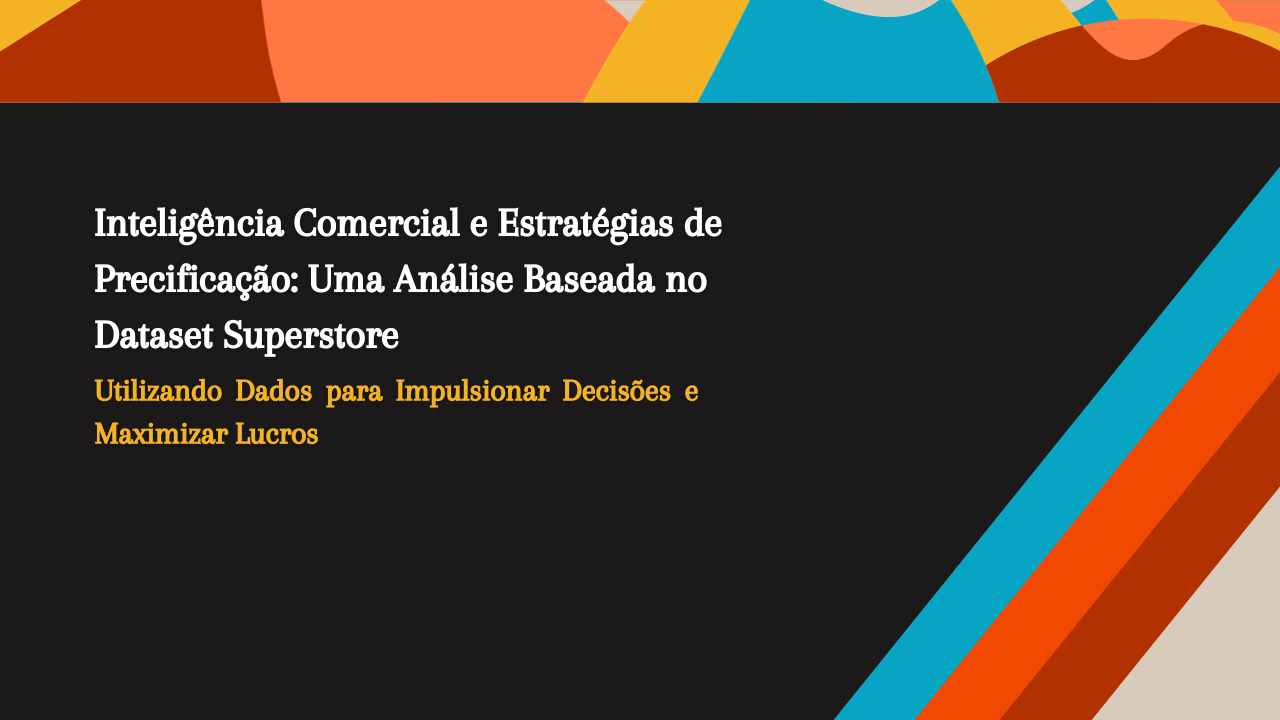 Inteligência Comercial e Estratégias de
Precificação: Uma Análise Baseada no
Dataset Superstore
Utilizando Dados para Impulsionar Decisões e
Maximizar Lucros